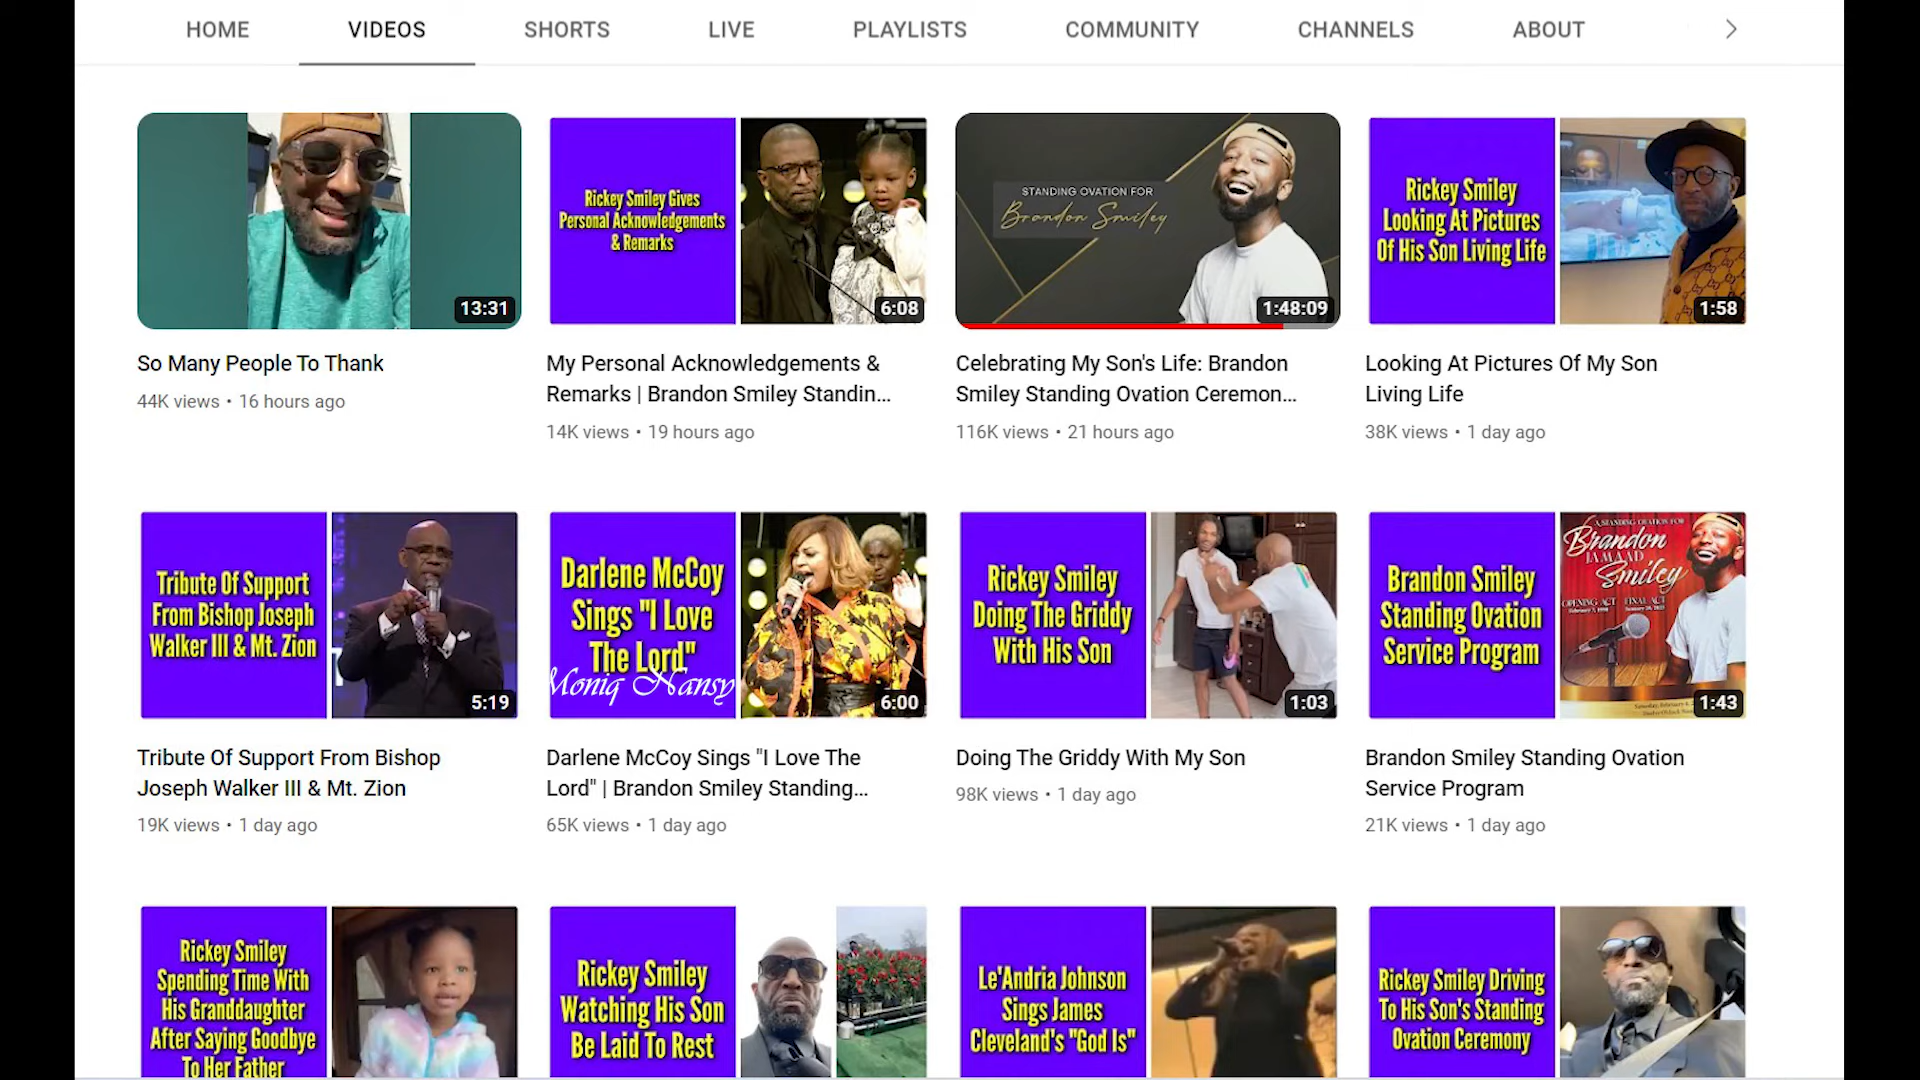 HOME VIDEOS SHORTS LIVE PLAYLISTS COMMUNITY CHANNELS ABOUT
13:31
So Many People To Thank
44K views • 16 hours ago
Rickey Smiley Gives
Personal Acknowledgements
& Remarks
6:08
My Personal Acknowledgements &
Remarks | Brandon Smiley Standin...
14K views • 19 hours ago
STANDING OVATION FOR
Brandon Smiley
1:48:09
Celebrating My Son's Life: Brandon
Smiley Standing Ovation Ceremon...
116K views • 21 hours ago
Rickey Smiley
Looking At Pictures
Of His Son Living Life
1:58
Looking At Pictures Of My Son
Living Life
38K views • 1 day ago
Tribute Of Support
From Bishop Joseph
Walker III & Mt. Zion
5:19
Tribute Of Support From Bishop
Joseph Walker III & Mt. Zion
19K views • 1 day ago
Darlene McCoy
Sings "I Love
The Lord"
Moniq Nansy
6:00
Darlene McCoy Sings "I Love The
Lord" | Brandon Smiley Standing...
65K views • 1 day ago
Rickey Smiley
Doing The Griddy
With His Son
1:03
Doing The Griddy With My Son
98K views • 1 day ago
Brandon Smiley
Standing Ovation
Service Program
A STANDING OVATION FOR
Brandon
JAMAAD
Smiley
OPENING ACT FINAL ACT
1:43
Brandon Smiley Standing Ovation
Service Program
21K views • 1 day ago
Rickey Smiley
Spending Time With
His Granddaughter
After Saying Goodbye
To Her Father
Rickey Smiley
Watching His Son
Be Laid To Rest
Le'Andria Johnson
Sings James
Cleveland's "God Is"
Rickey Smiley Driving
To His Son's Standing
Ovation Ceremony